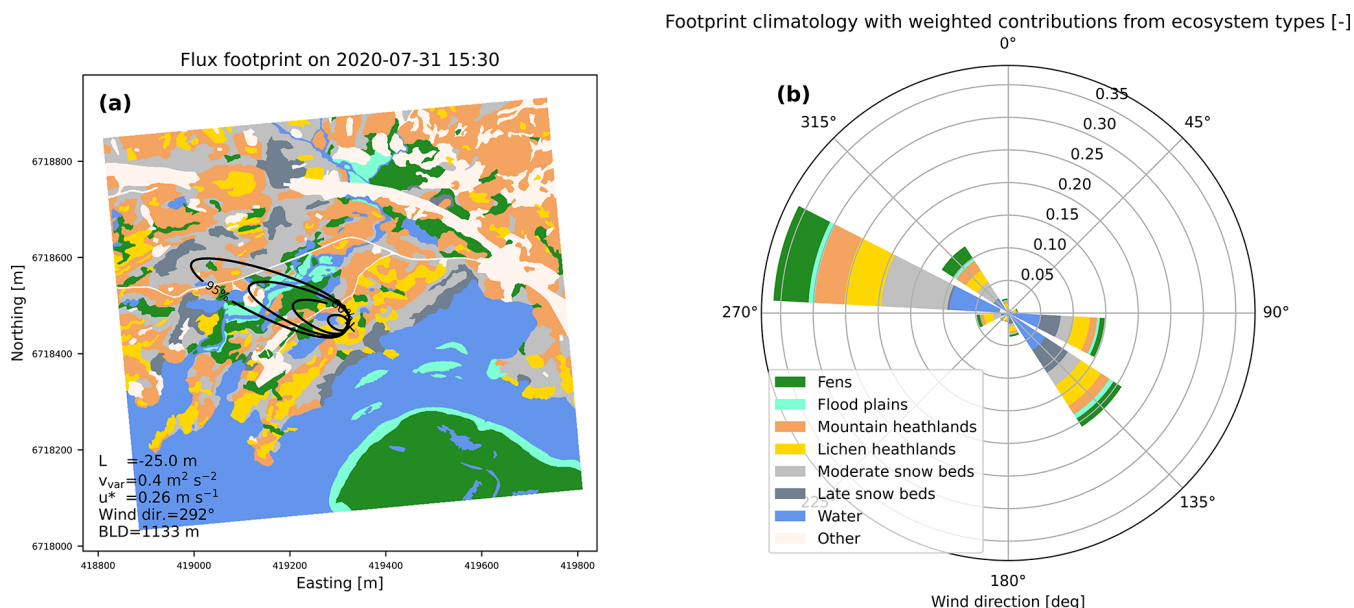 Flux footprint on 2020-07-31 15:30
(a)
6718800
6718600
6718400
6718200
6718000
Northing [m]
95%
L =-25.0 m
v_var=0.4 m² s⁻²
u* =0.26 m s⁻¹
Wind dir.=292°
BLD=1133 m
418800 419000 419200 419400 419600 419800
Easting [m]
Footprint climatology with weighted contributions from ecosystem types [-]
(b)
0°
45°
90°
135°
180°
225°
270°
315°
0.35
0.30
0.25
0.20
0.15
0.10
0.05
Fens
Flood plains
Mountain heathlands
Lichen heathlands
Moderate snow beds
Late snow beds
Water
Other
Wind direction [deg]